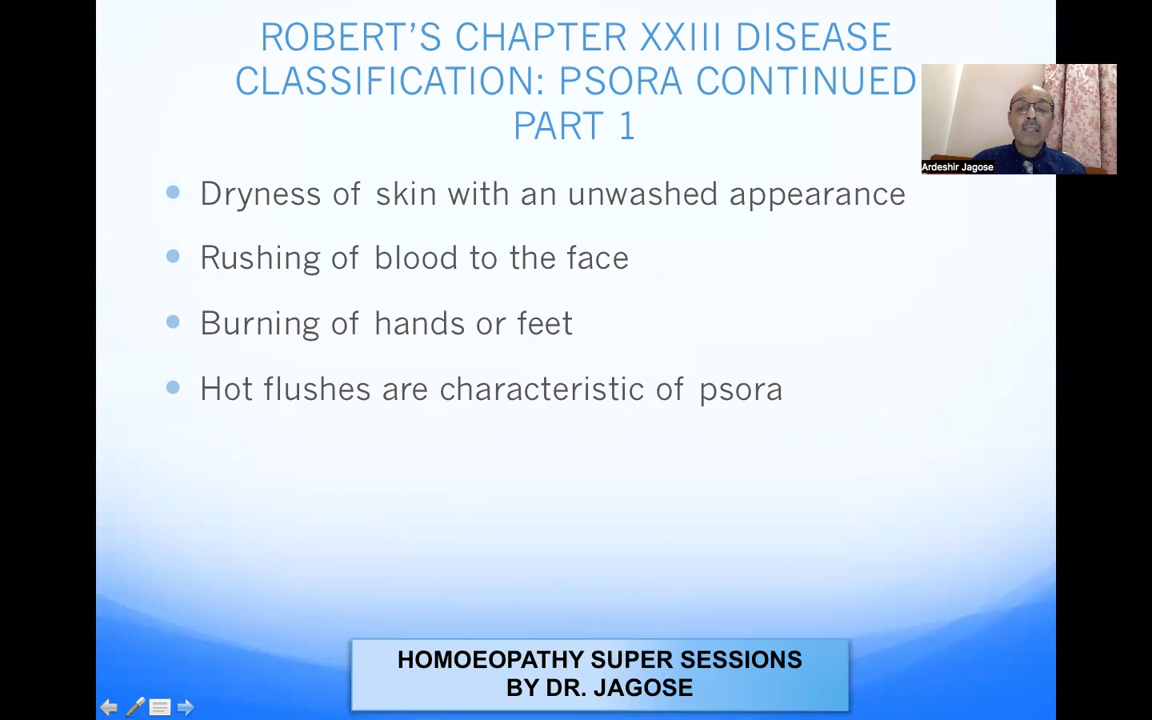 ROBERT'S CHAPTER XXIII DISEASE
CLASSIFICATION: PSORA CONTINUED
PART 1
Ardeshir Jagose
Dryness of skin with an unwashed appearance
Rushing of blood to the face
Burning of hands or feet
Hot flushes are characteristic of psora
HOMOEOPATHY SUPER SESSIONS
BY DR. JAGOSE